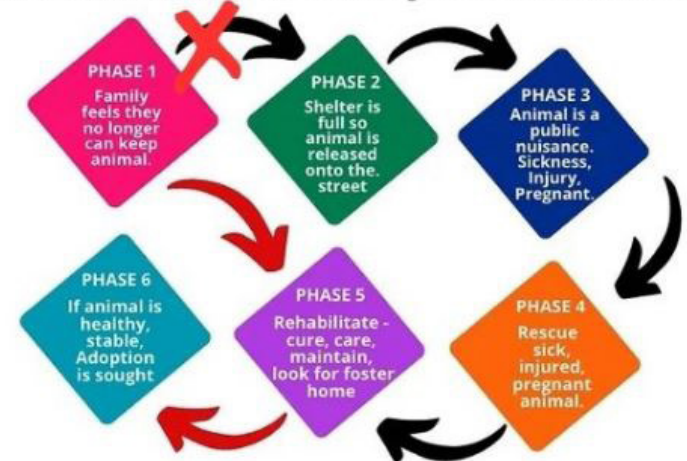 PHASE 1
Family
feels they
no longer
can keep
animal.
PHASE 2
Shelter is
full so
animal is
released
onto the.
street
PHASE 3
Animal is a
public
nuisance.
Sickness,
Injury,
Pregnant.
PHASE 4
Rescue
sick,
injured,
pregnant
animal.
PHASE 5
Rehabilitate -
cure, care,
maintain,
look for foster
home
PHASE 6
If animal is
healthy,
stable,
Adoption
is sought